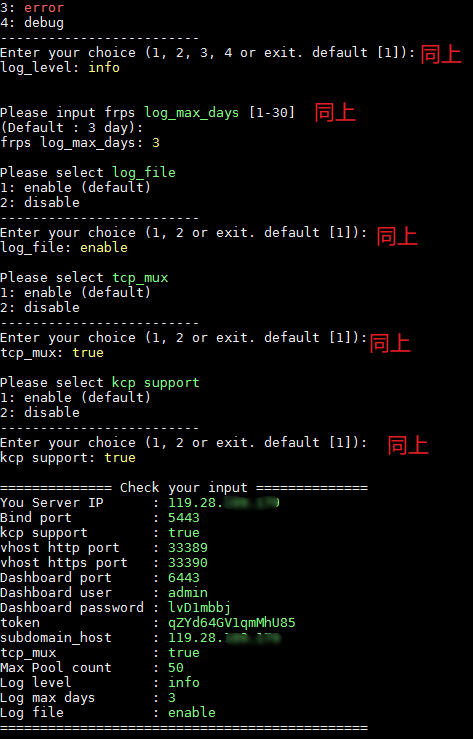 3: error
4: debug
-------------------------
Enter your choice (1, 2, 3, 4 or exit. default [1]): 同上
log_level: info
Please input frps log_max_days [1-30] 同上
(Default : 3 day):
frps log_max_days: 3
Please select log_file
1: enable (default)
2: disable
-------------------------
Enter your choice (1, 2 or exit. default [1]): 同上
log_file: enable
Please select tcp_mux
1: enable (default)
2: disable
-------------------------
Enter your choice (1, 2 or exit. default [1]): 同上
tcp_mux: true
Please select kcp support
1: enable (default)
2: disable
-------------------------
Enter your choice (1, 2 or exit. default [1]): 同上
kcp support: true
============== Check your input ==============
You Server IP : 119.28.
Bind port : 5443
kcp support : true
vhost http port : 33389
vhost https port : 33390
Dashboard port : 6443
Dashboard user : admin
Dashboard password : lvD1mbbj
token : qZYd64GV1qmMhU85
subdomain_host : 119.28.
tcp_mux : true
Max Pool count : 50
Log level : info
Log max days : 3
Log file : enable
==============================================